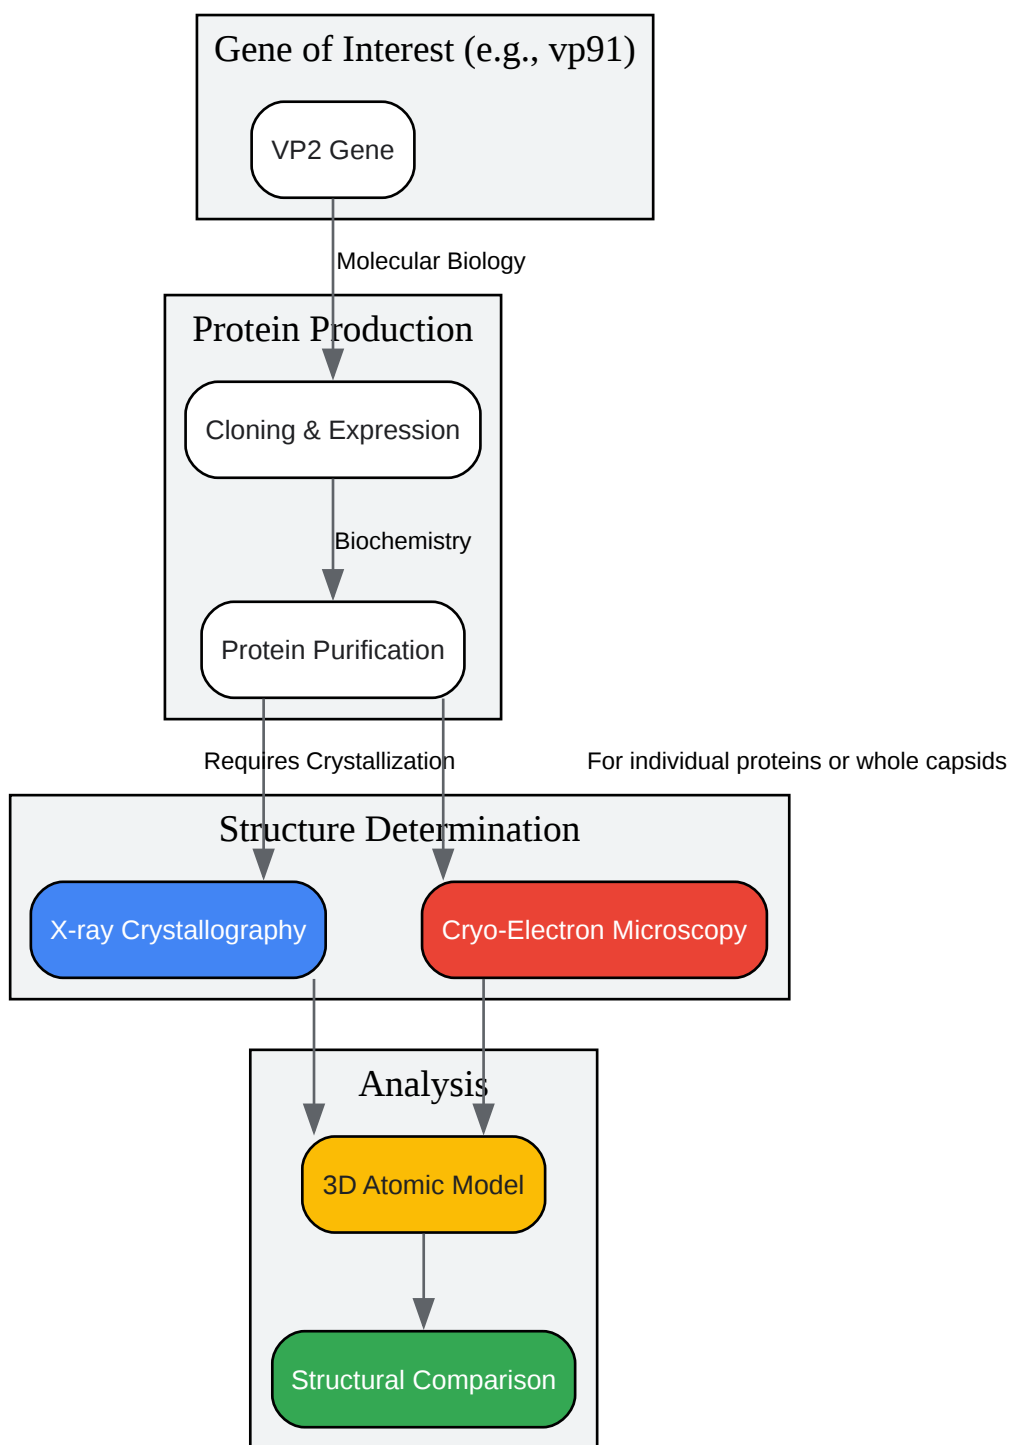 Gene of Interest (e.g., vp91)
VP2 Gene
Molecular Biology
Protein Production
Cloning & Expression
Biochemistry
Protein Purification
Requires Crystallization
For individual proteins or whole capsids
Structure Determination
X-ray Crystallography
Cryo-Electron Microscopy
Analysis
3D Atomic Model
Structural Comparison